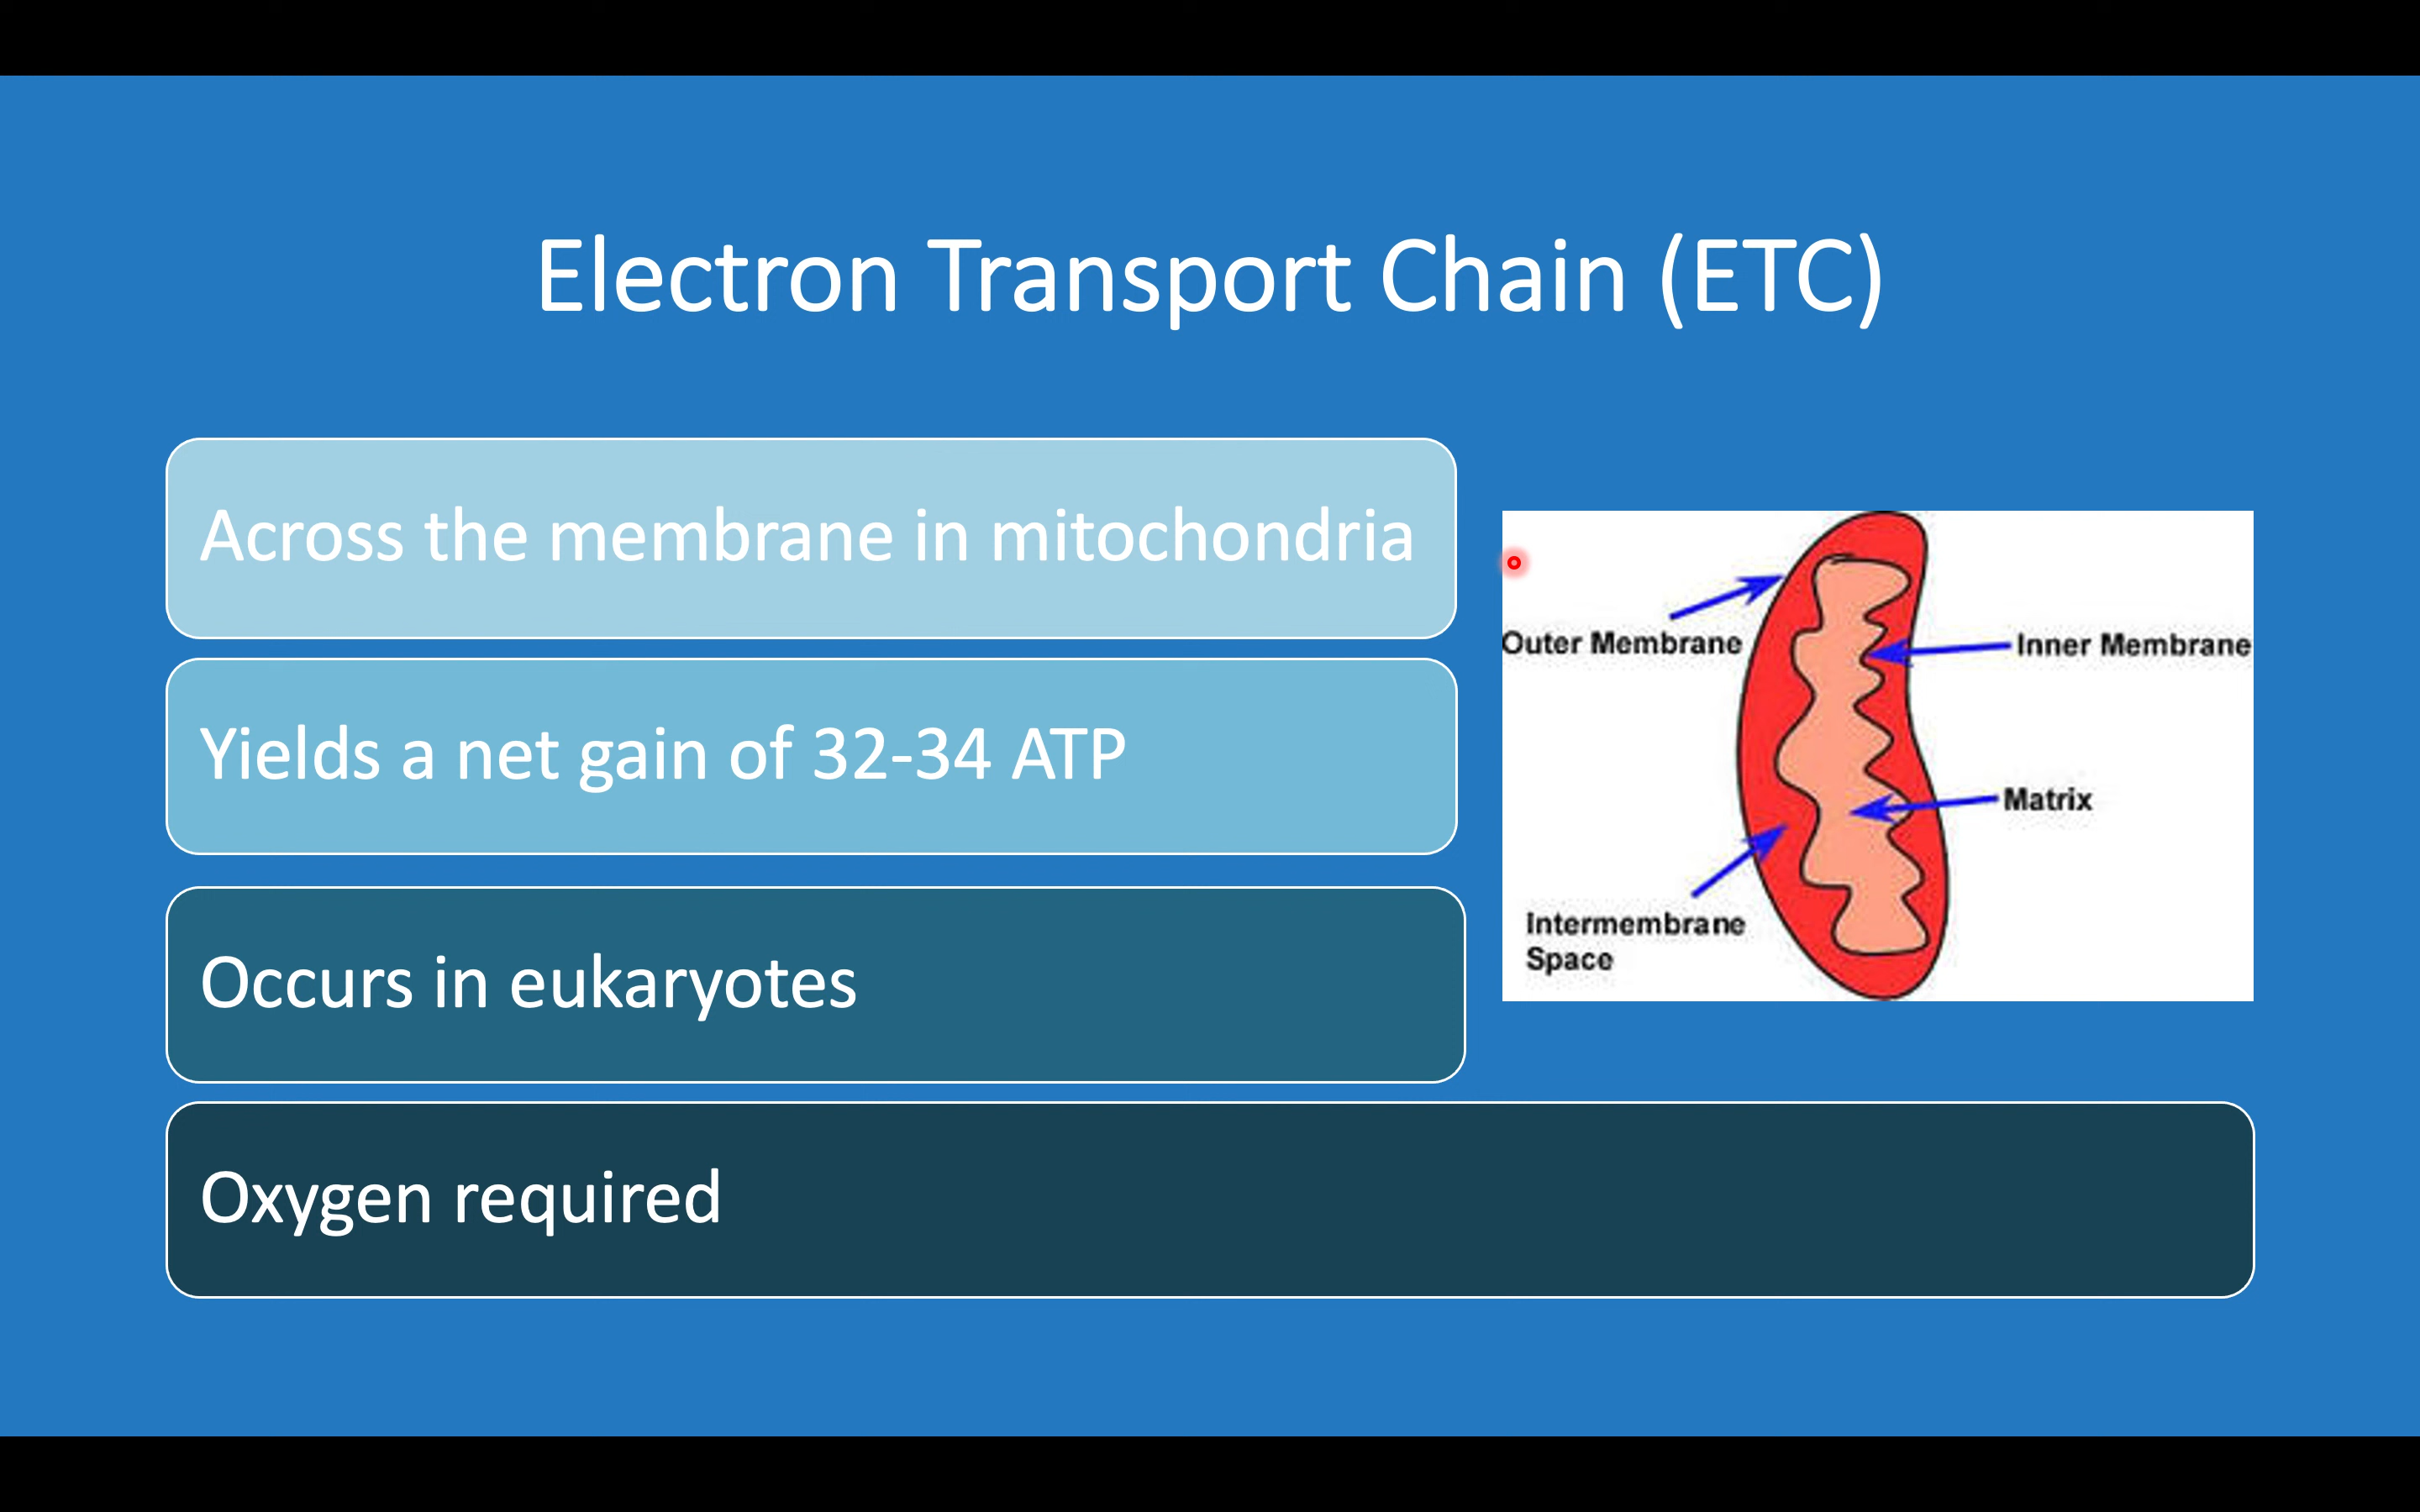 Electron Transport Chain (ETC)
Across the membrane in mitochondria
Yields a net gain of 32-34 ATP
Occurs in eukaryotes
Oxygen required
Outer Membrane
Inner Membrane
Matrix
Intermembrane
Space